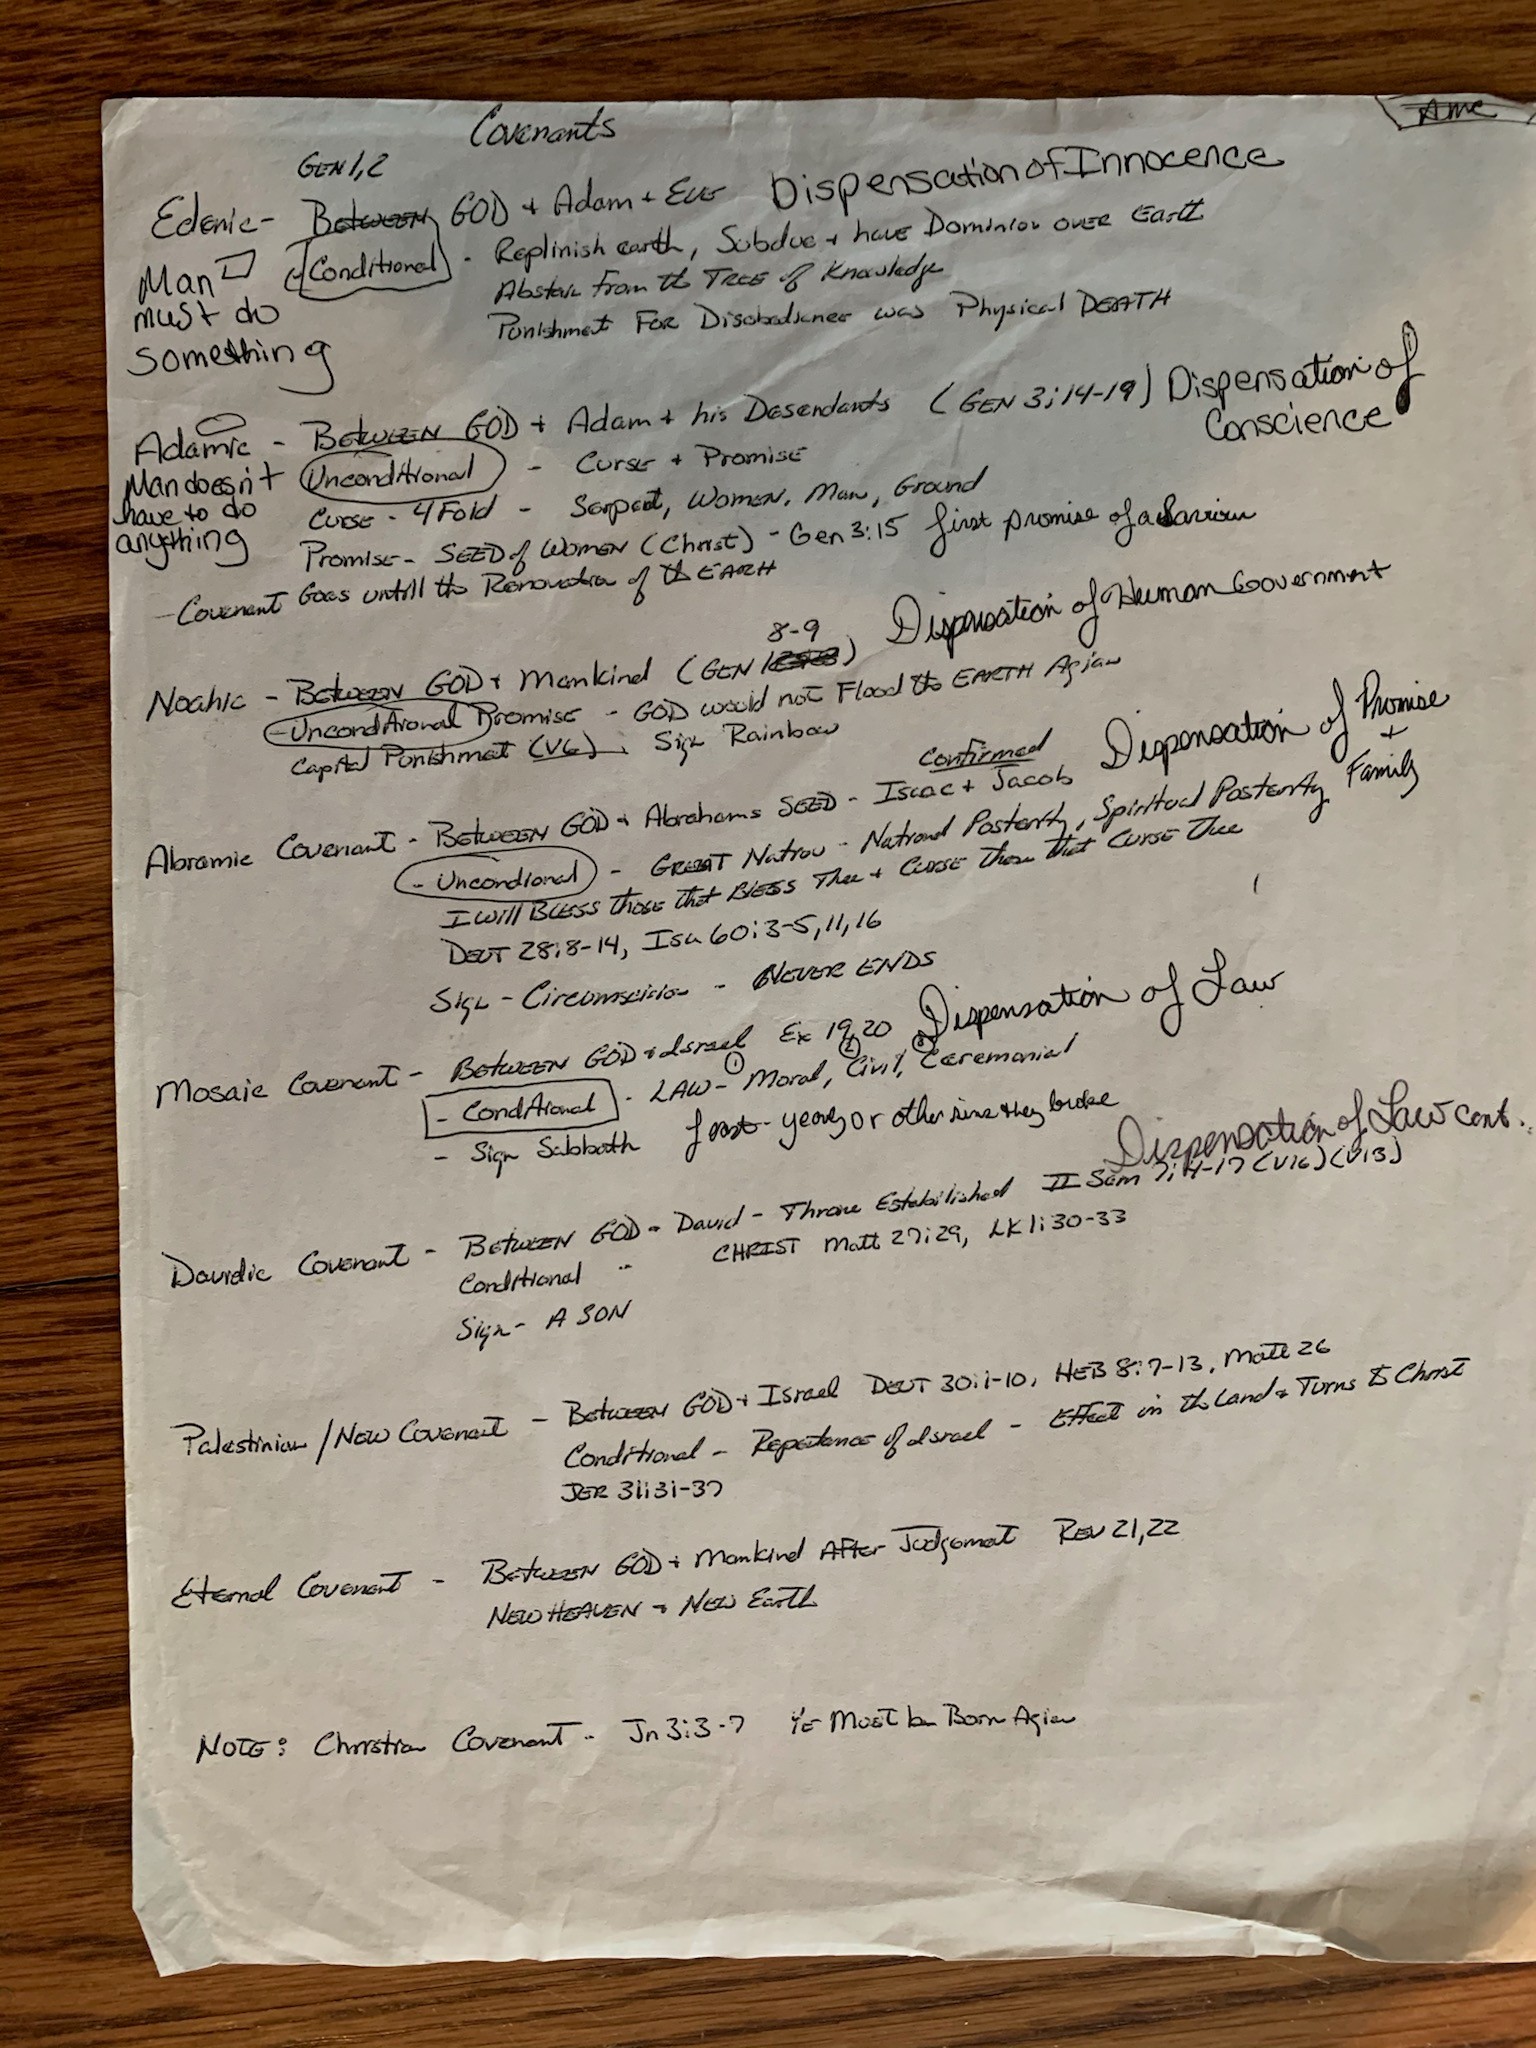 Covenants
AMC
GEN 1,2
Edenic - BETWEEN GOD + Adam + EVE Dispensation of Innocence
Man must do something
Conditional - Replinish earth, Subdue + have Dominion over Earth
Abstain from the TREE of Knowledge
Punishment FOR Disobedience was Physical DEATH
Adamic - BETWEEN GOD + Adam + his Desendants (GEN 3:14-19) Dispensation of Conscience
Man doesn't have to do anything
Unconditional - Curse + Promise
Curse - 4 Fold - Serpent, Women, Man, Ground
Promise - SEED of WOMEN (Christ) - Gen 3:15 first promise of a Saviour
- Covenant Goes untill the Renovation of the EARTH
8-9
Noahic - BETWEEN GOD + Mankind (GEN ) Dispensation of Human Government
- Unconditional Promise - GOD would not Flood the EARTH Agian
Capital Punishment (V6) Sign Rainbow
Confirmed
Abramic Covenant - BETWEEN GOD + Abrahams SEED - Isaac + Jacob Dispensation of Promise + Family
- Uncondional - GREAT Nation - National Posterity, Spiritual Posterity
I will BLESS those that BLESS Thee + CURSE those that CURSE Thee
DEUT 28:8-14, Isa 60:3-5,11,16
Sign - Circumscision - NEVER ENDS
Mosaic Covenant - BETWEEN GOD + Israel Ex 19,20 Dispensation of Law
① ② ③
- Conditional - LAW - Moral, Civil, Ceremonial
- Sign Sabbath years or other sins they broke
Dispensation of Law cont.
Davidic Covenant - BETWEEN GOD + David - Throne Established II Sam 7:4-17 (V16) (V13)
Conditional - CHRIST Matt 27:29, LK 1:30-33
Sign - A SON
Palestinian / NEW Covenant - BETWEEN GOD + Israel DEUT 30:1-10, HEB 8:7-13, Matt 26
Conditional - Repentance of Israel - Effect in the Land + Turns to Christ
JER 31:31-37
Eternal Covenant - BETWEEN GOD + Mankind After Judgement REV 21,22
NEW HEAVEN + NEW Earth
NOTE: Christian Covenant - Jn 3:3-7 YE Must be Born Agian